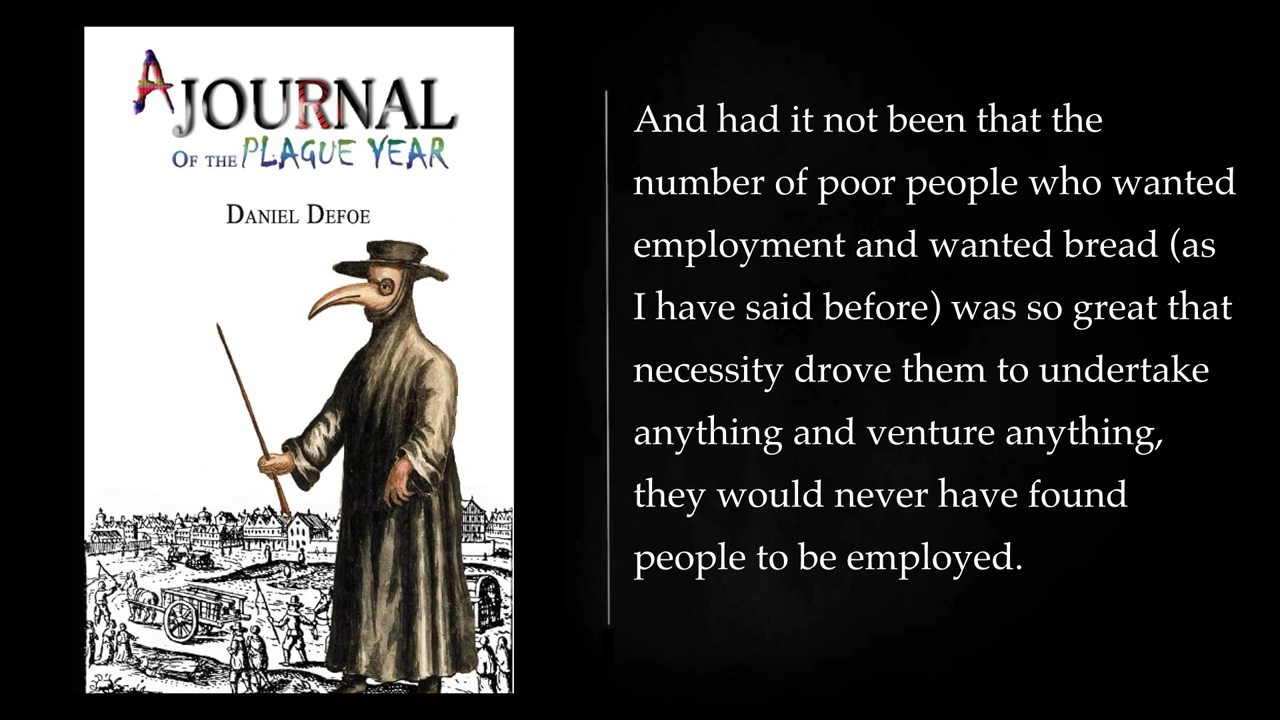 A JOURNAL
OF THE PLAGUE YEAR
DANIEL DEFOE
And had it not been that the
number of poor people who wanted
employment and wanted bread (as
I have said before) was so great that
necessity drove them to undertake
anything and venture anything,
they would never have found
people to be employed.